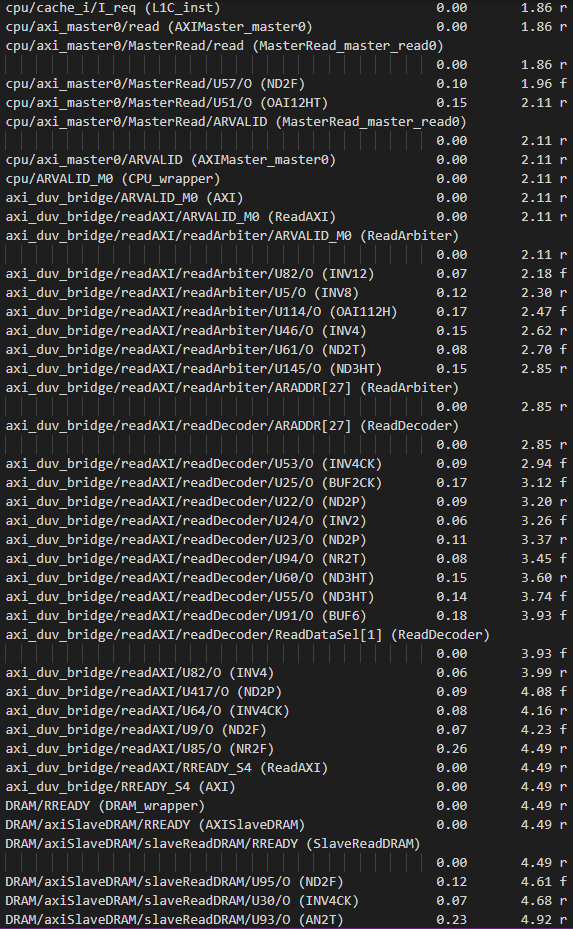 cpu/cache_i/I_req (L1C_inst) 0.00 1.86 r
cpu/axi_master0/read (AXIMaster_master0) 0.00 1.86 r
cpu/axi_master0/MasterRead/read (MasterRead_master_read0)
0.00 1.86 r
cpu/axi_master0/MasterRead/U57/O (ND2F) 0.10 1.96 f
cpu/axi_master0/MasterRead/U51/O (OAI12HT) 0.15 2.11 r
cpu/axi_master0/MasterRead/ARVALID (MasterRead_master_read0)
0.00 2.11 r
cpu/axi_master0/ARVALID (AXIMaster_master0) 0.00 2.11 r
cpu/ARVALID_M0 (CPU_wrapper) 0.00 2.11 r
axi_duv_bridge/ARVALID_M0 (AXI) 0.00 2.11 r
axi_duv_bridge/readAXI/ARVALID_M0 (ReadAXI) 0.00 2.11 r
axi_duv_bridge/readAXI/readArbiter/ARVALID_M0 (ReadArbiter)
0.00 2.11 r
axi_duv_bridge/readAXI/readArbiter/U82/O (INV12) 0.07 2.18 f
axi_duv_bridge/readAXI/readArbiter/U5/O (INV8) 0.12 2.30 r
axi_duv_bridge/readAXI/readArbiter/U114/O (OAI112H) 0.17 2.47 f
axi_duv_bridge/readAXI/readArbiter/U46/O (INV4) 0.15 2.62 r
axi_duv_bridge/readAXI/readArbiter/U61/O (ND2T) 0.08 2.70 f
axi_duv_bridge/readAXI/readArbiter/U145/O (ND3HT) 0.15 2.85 r
axi_duv_bridge/readAXI/readArbiter/ARADDR[27] (ReadArbiter)
0.00 2.85 r
axi_duv_bridge/readAXI/readDecoder/ARADDR[27] (ReadDecoder)
0.00 2.85 r
axi_duv_bridge/readAXI/readDecoder/U53/O (INV4CK) 0.09 2.94 f
axi_duv_bridge/readAXI/readDecoder/U25/O (BUF2CK) 0.17 3.12 f
axi_duv_bridge/readAXI/readDecoder/U22/O (ND2P) 0.09 3.20 r
axi_duv_bridge/readAXI/readDecoder/U24/O (INV2) 0.06 3.26 f
axi_duv_bridge/readAXI/readDecoder/U23/O (ND2P) 0.11 3.37 r
axi_duv_bridge/readAXI/readDecoder/U94/O (NR2T) 0.08 3.45 f
axi_duv_bridge/readAXI/readDecoder/U60/O (ND3HT) 0.15 3.60 r
axi_duv_bridge/readAXI/readDecoder/U55/O (ND3HT) 0.14 3.74 f
axi_duv_bridge/readAXI/readDecoder/U91/O (BUF6) 0.18 3.93 f
axi_duv_bridge/readAXI/readDecoder/ReadDataSel[1] (ReadDecoder)
0.00 3.93 f
axi_duv_bridge/readAXI/U82/O (INV4) 0.06 3.99 r
axi_duv_bridge/readAXI/U417/O (ND2P) 0.09 4.08 f
axi_duv_bridge/readAXI/U64/O (INV4CK) 0.08 4.16 r
axi_duv_bridge/readAXI/U9/O (ND2F) 0.07 4.23 f
axi_duv_bridge/readAXI/U85/O (NR2F) 0.26 4.49 r
axi_duv_bridge/readAXI/RREADY_S4 (ReadAXI) 0.00 4.49 r
axi_duv_bridge/RREADY_S4 (AXI) 0.00 4.49 r
DRAM/RREADY (DRAM_wrapper) 0.00 4.49 r
DRAM/axiSlaveDRAM/RREADY (AXISlaveDRAM) 0.00 4.49 r
DRAM/axiSlaveDRAM/slaveReadDRAM/RREADY (SlaveReadDRAM)
0.00 4.49 r
DRAM/axiSlaveDRAM/slaveReadDRAM/U95/O (ND2F) 0.12 4.61 f
DRAM/axiSlaveDRAM/slaveReadDRAM/U30/O (INV4CK) 0.07 4.68 r
DRAM/axiSlaveDRAM/slaveReadDRAM/U93/O (AN2T) 0.23 4.92 r